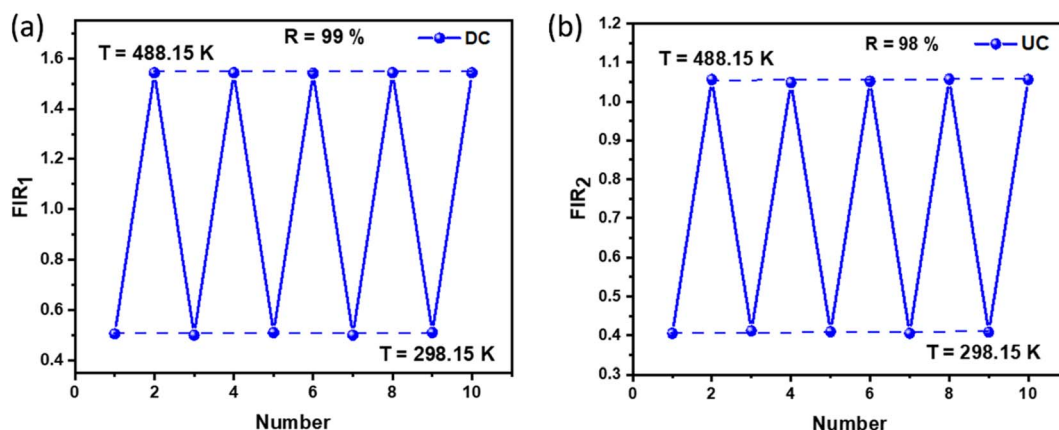 (a)
R = 99 %
DC
T = 488.15 K
1.6
1.4
1.2
1.0
0.8
0.6
0.4
FIR1
T = 298.15 K
0 2 4 6 8 10
Number
(b)
R = 98 %
UC
T = 488.15 K
1.2
1.1
1.0
0.9
0.8
0.7
0.6
0.5
0.4
0.3
FIR2
T = 298.15 K
0 2 4 6 8 10
Number